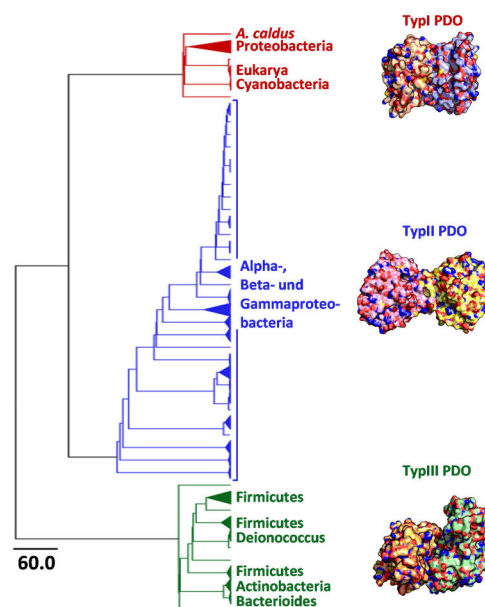 A. caldus
Proteobacteria
Eukarya
Cyanobacteria
TypI PDO
Alpha-,
Beta- und
Gammaproteo-
bacteria
TypII PDO
Firmicutes
Firmicutes
Deionococcus
Firmicutes
Actinobacteria
Bacterioides
TypIII PDO
60.0